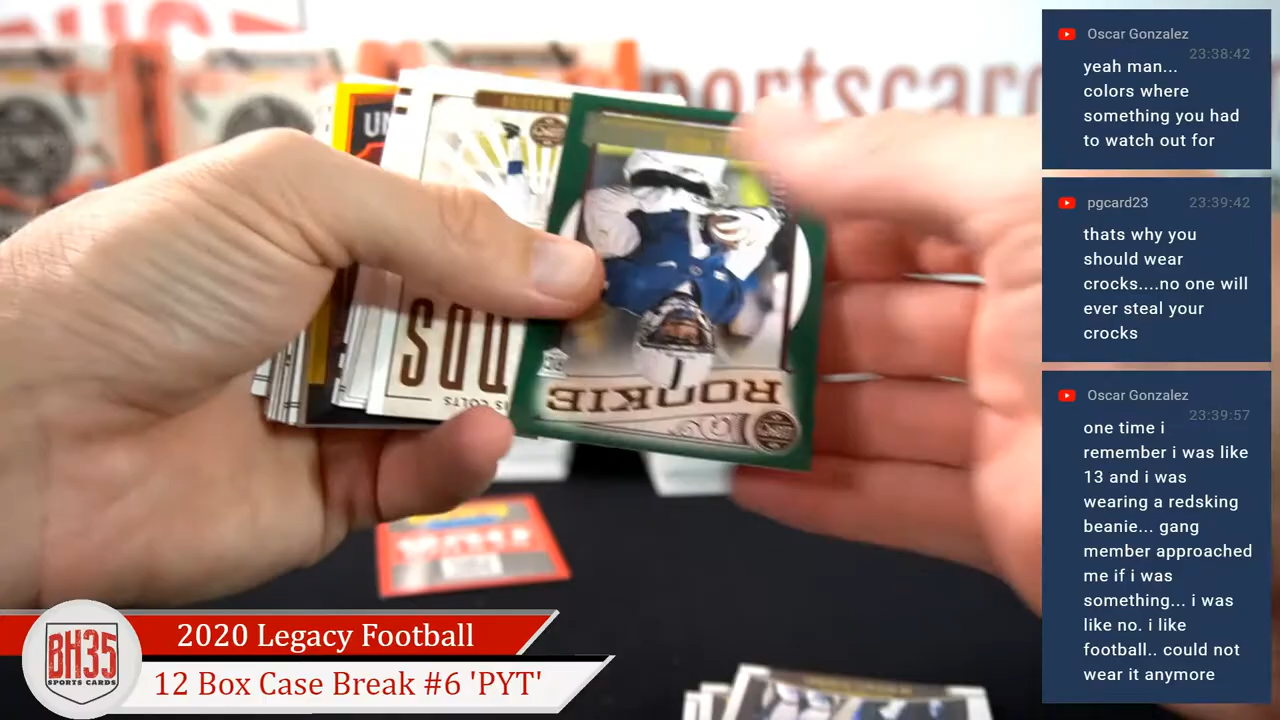 portscard
UN
ROOKIE
IS COLTS
Oscar Gonzalez
23:38:42
yeah man...
colors where
something you had
to watch out for
pgcard23 23:39:42
thats why you
should wear
crocks....no one will
ever steal your
crocks
Oscar Gonzalez
23:39:57
one time i
remember i was like
13 and i was
wearing a redsking
beanie... gang
member approached
me if i was
something... i was
like no. i like
football.. could not
wear it anymore
BH35
SPORTS CARDS
2020 Legacy Football
12 Box Case Break #6 'PYT'